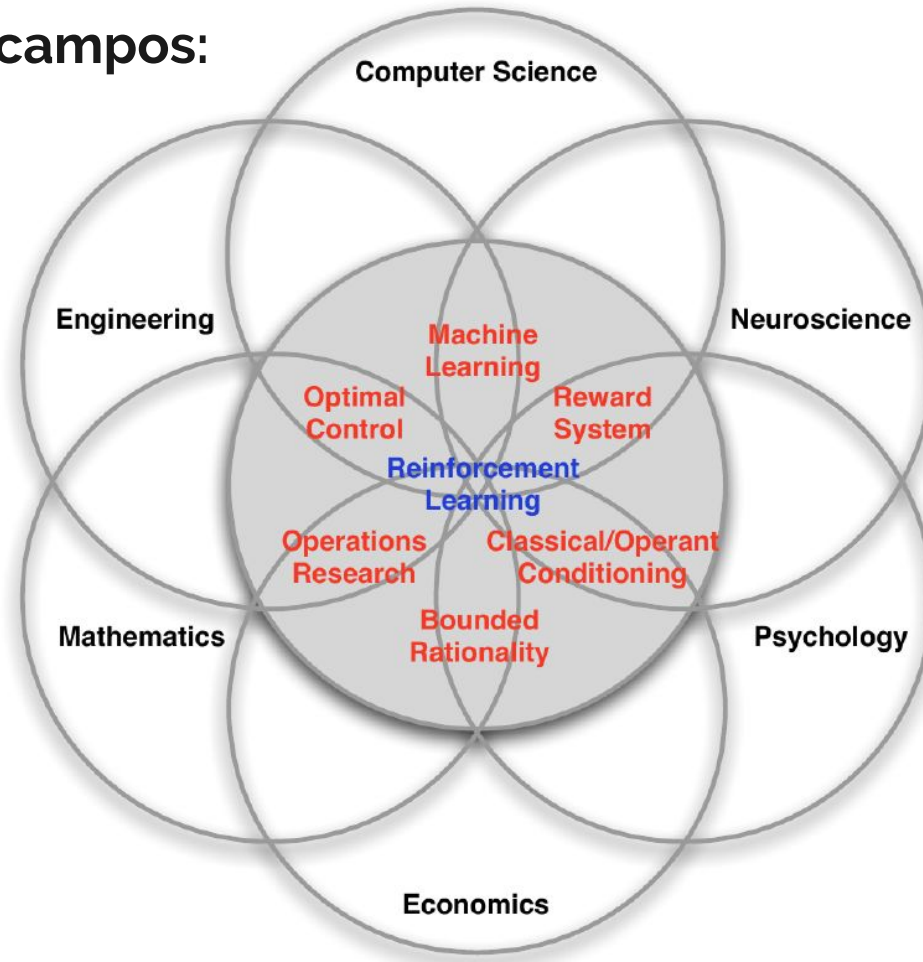 campos:
Computer Science
Engineering
Neuroscience
Machine
Learning
Optimal
Control
Reward
System
Reinforcement
Learning
Operations
Research
Classical/Operant
Conditioning
Bounded
Rationality
Mathematics
Psychology
Economics